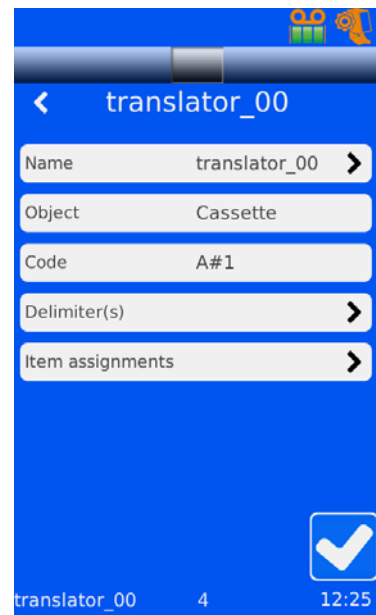 translator_00
Name translator_00
Object Cassette
Code A#1
Delimiter(s)
Item assignments
translator_00 4 12:25